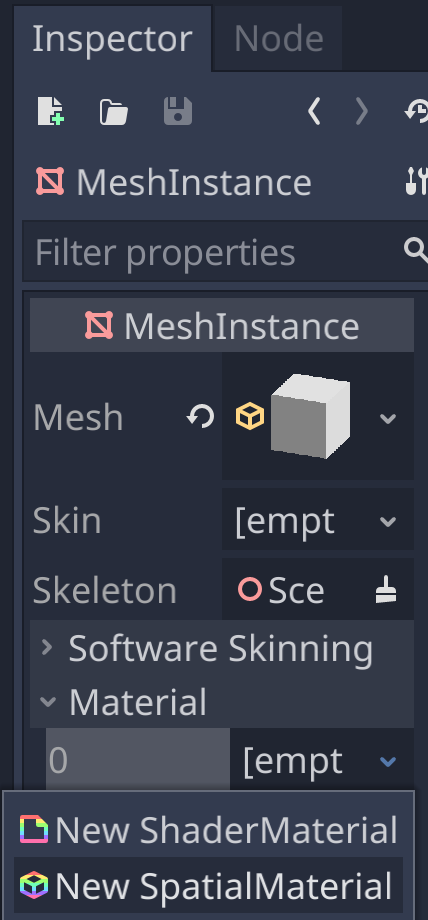 Inspector Node
MeshInstance
Filter properties
MeshInstance
Mesh
Skin [empt
Skeleton Sce
Software Skinning
Material
0 [empt
New ShaderMaterial
New SpatialMaterial